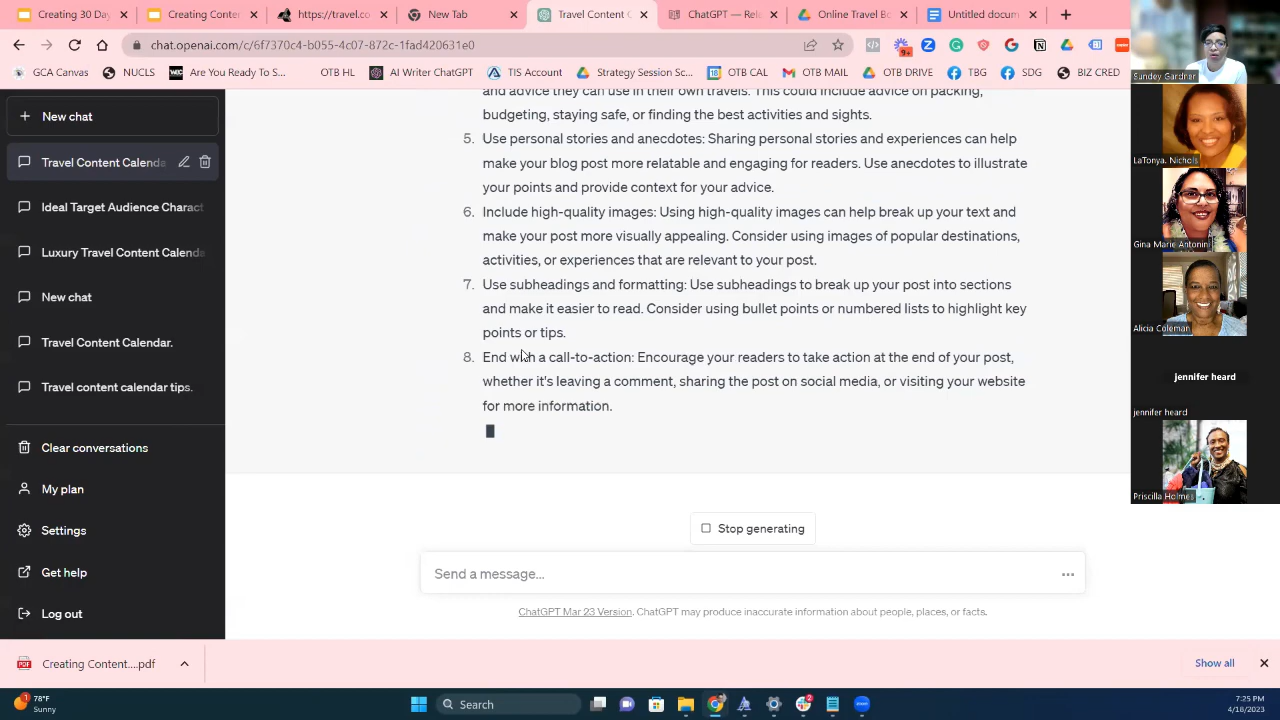 Creating 30 Day
Creating Conten
https://travel.co
New Tab
Travel Content C
ChatGPT — Rele
Online Travel Bo
Untitled docum
chat.openai.com/c/6f7370c4-b055-4c07-872c-1fad420631e0
9+
GCA Canvas
NUCLS
Are You Ready To S...
OTB HL
AI Writer ChatGPT
TIS Account
Strategy Session Sc...
OTB CAL
OTB MAIL
OTB DRIVE
TBG
SDG
BIZ CRED
New chat
Travel Content Calenda
Ideal Target Audience Charact
Luxury Travel Content Calenda
New chat
Travel Content Calendar.
Travel content calendar tips.
Clear conversations
My plan
Settings
Get help
Log out
and advice they can use in their own travels. This could include advice on packing,
budgeting, staying safe, or finding the best activities and sights.
5. Use personal stories and anecdotes: Sharing personal stories and experiences can help
make your blog post more relatable and engaging for readers. Use anecdotes to illustrate
your points and provide context for your advice.
6. Include high-quality images: Using high-quality images can help break up your text and
make your post more visually appealing. Consider using images of popular destinations,
activities, or experiences that are relevant to your post.
7. Use subheadings and formatting: Use subheadings to break up your post into sections
and make it easier to read. Consider using bullet points or numbered lists to highlight key
points or tips.
8. End with a call-to-action: Encourage your readers to take action at the end of your post,
whether it's leaving a comment, sharing the post on social media, or visiting your website
for more information.
Stop generating
Send a message...
ChatGPT Mar 23 Version. ChatGPT may produce inaccurate information about people, places, or facts.
Sundey Gardner
LaTonya. Nichols
Gina Marie Antonini
Alicia Coleman
jennifer heard
jennifer heard
Priscilla Holmes
Creating Content....pdf
Show all
78°F
Sunny
Search
7:25 PM
4/18/2023